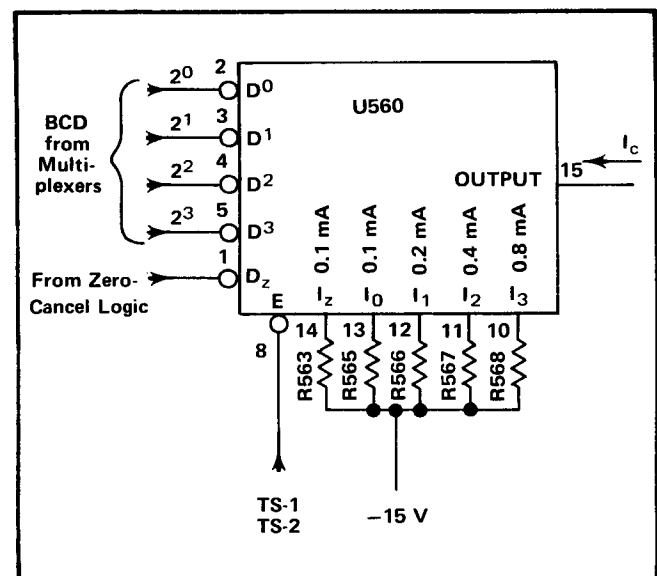 BCD
from
Multi-
plexers
2⁰ 2 D⁰
2¹ 3 D¹
2² 4 D²
2³ 5 D³
U560
I꜀
15
OUTPUT
From Zero-
Cancel Logic
1 D_z
E
8
0.1 mA 0.1 mA 0.2 mA 0.4 mA 0.8 mA
I_z I₀ I₁ I₂ I₃
14 13 12 11 10
R563 R565 R566 R567 R568
TS-1
TS-2
−15 V